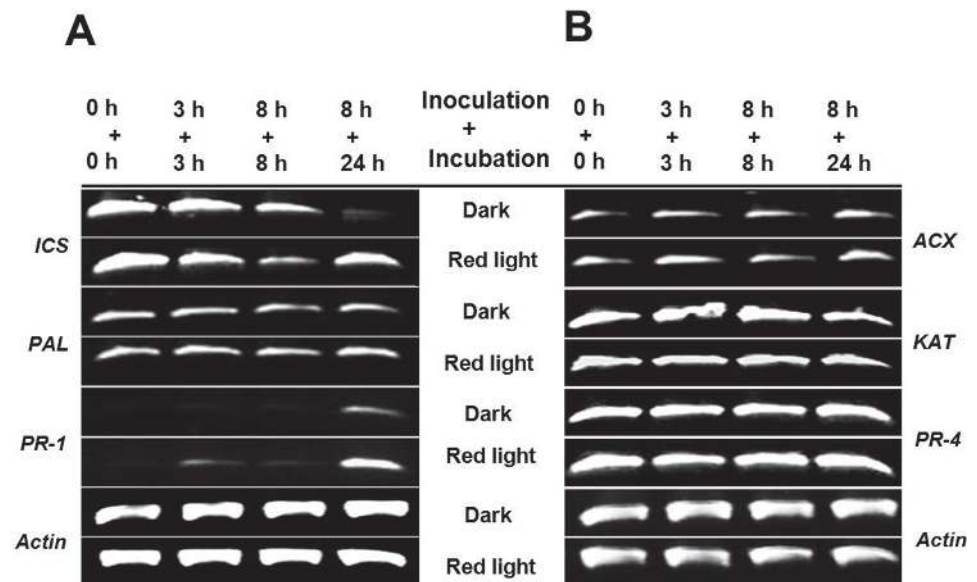 A
B
0 h 3 h 8 h 8 h Inoculation 0 h 3 h 8 h 8 h
+ + + + + + + + +
0 h 3 h 8 h 24 h Incubation 0 h 3 h 8 h 24 h
Dark
ICS
ACX
Red light
Dark
PAL
KAT
Red light
Dark
PR-1
PR-4
Red light
Dark
Actin
Actin
Red light